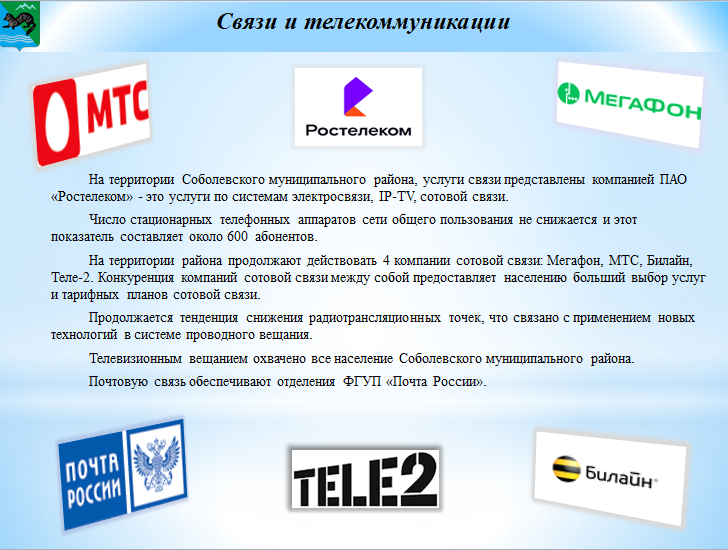 Связи и телекоммуникации
МТС
Ростелеком
МЕГАФОН
На территории Соболевского муниципального района, услуги связи представлены компанией ПАО
«Ростелеком» - это услуги по системам электросвязи, IP-TV, сотовой связи.
Число стационарных телефонных аппаратов сети общего пользования не снижается и этот
показатель составляет около 600 абонентов.
На территории района продолжают действовать 4 компании сотовой связи: Мегафон, МТС, Билайн,
Теле-2. Конкуренция компаний сотовой связи между собой предоставляет населению больший выбор услуг
и тарифных планов сотовой связи.
Продолжается тенденция снижения радиотрансляционных точек, что связано с применением новых
технологий в системе проводного вещания.
Телевизионным вещанием охвачено все население Соболевского муниципального района.
Почтовую связь обеспечивают отделения ФГУП «Почта России».
ПОЧТА
РОССИИ
TELE2
Билайн